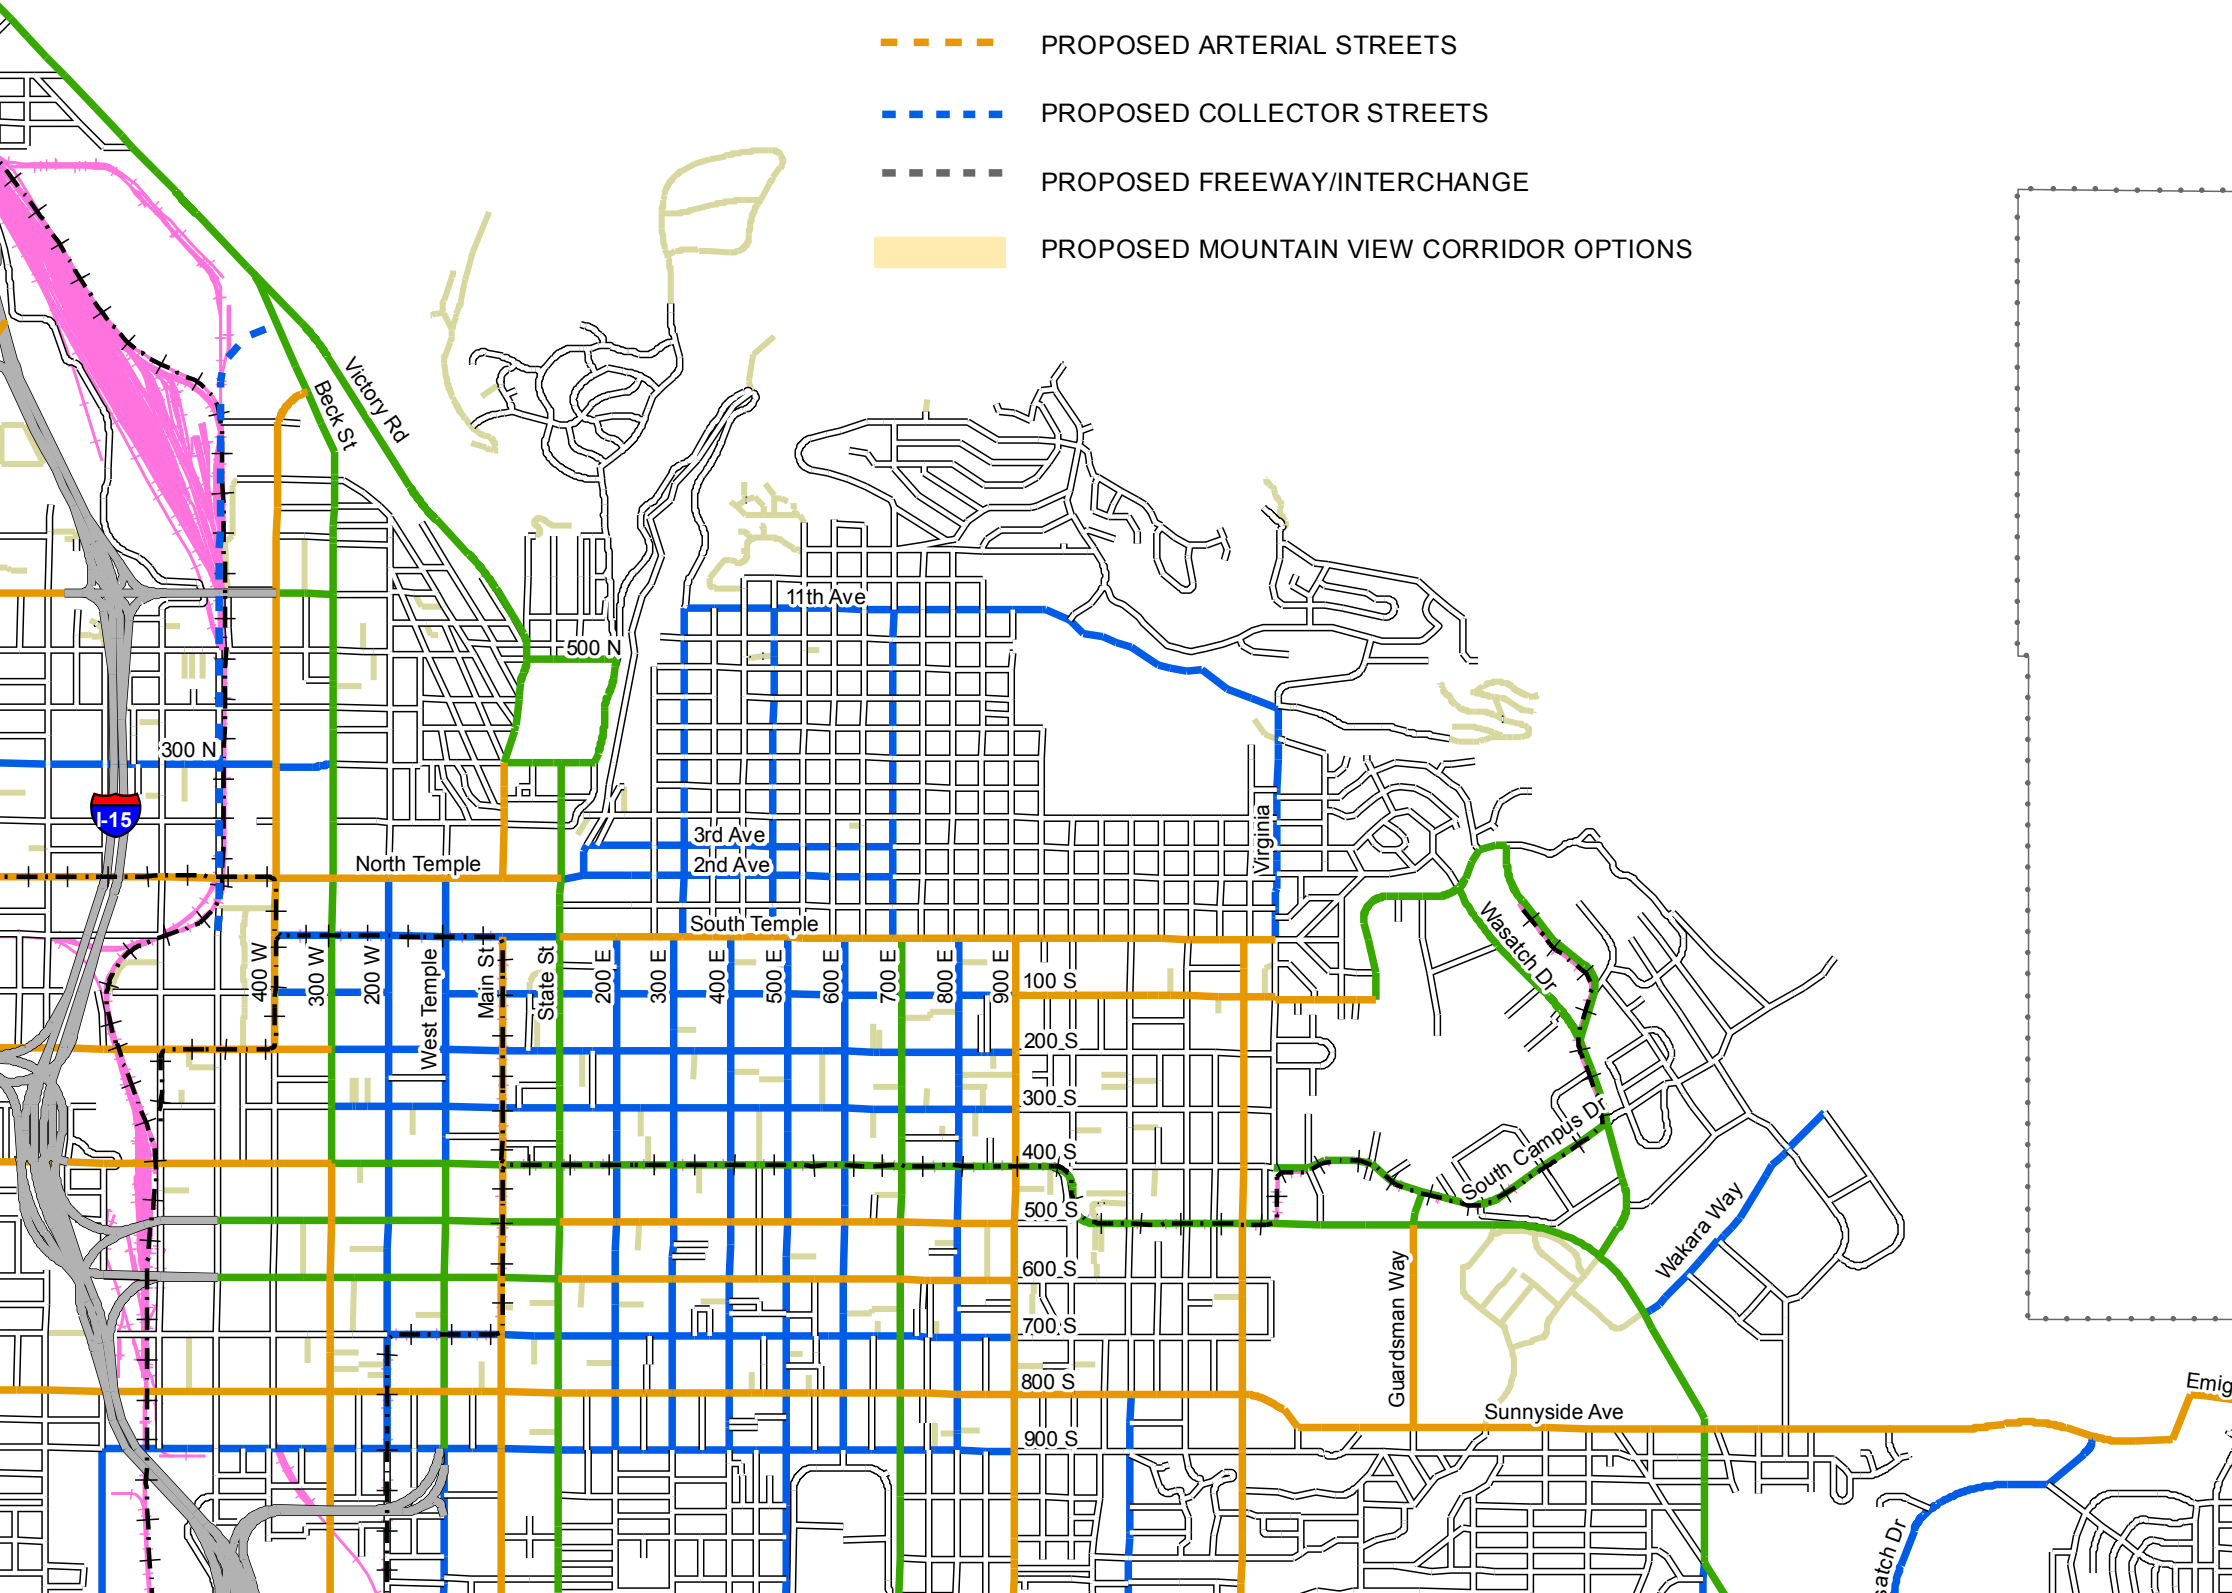 PROPOSED ARTERIAL STREETS
PROPOSED COLLECTOR STREETS
PROPOSED FREEWAY/INTERCHANGE
PROPOSED MOUNTAIN VIEW CORRIDOR OPTIONS
Victory Rd
Beck St
11th Ave
500 N
300 N
I-15
3rd Ave
2nd Ave
Virginia
North Temple
South Temple
Wasatch Dr
400 W
300 W
200 W
West Temple
Main St
State St
200 E
300 E
400 E
500 E
600 E
700 E
800 E
900 E
100 S
200 S
300 S
400 S
South Campus Dr
500 S
Wakara Way
600 S
Guardsman Way
700 S
800 S
Sunnyside Ave
Emig
900 S
satch Dr